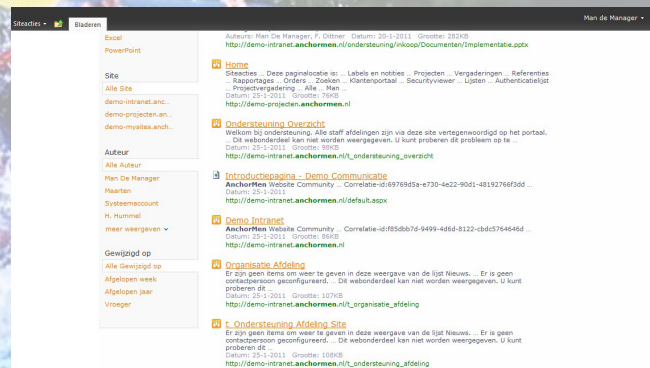 Siteacties
Bladeren
Man de Manager
Excel
PowerPoint
Site
Alle Site
demo-intranet.anc...
demo-projecten.an...
demo-mysites.anch...
Auteur
Alle Auteur
Man De Manager
Maarten
Systeemaccount
H. Hummel
meer weergeven
Gewijzigd op
Alle Gewijzigd op
Afgelopen week
Afgelopen jaar
Vroeger
Auteurs: Man De Manager, F. Dittner Datum: 20-1-2011 Grootte: 282KB
http://demo-intranet.anchormen.nl/ondersteuning/inkoop/Documenten/Implementatie.pptx
Home
Siteacties ... Deze paginalocatie is: ... Labels en notities ... Projecten ... Vergaderingen ... Referenties
... Rapportages ... Orders ... Zoeken ... Klantenportaal ... Securityviewer ... Lijsten ... Authenticatielijst
... Projectvergadering ... Alle ... Man ...
Datum: 25-1-2011 Grootte: 76KB
http://demo-projecten.anchormen.nl
Ondersteuning Overzicht
Welkom bij ondersteuning. Alle staff afdelingen zijn via deze site vertegenwoordigd op het portaal.
... Dit webonderdeel kan niet worden weergegeven. U kunt proberen dit probleem op te ...
Datum: 25-1-2011 Grootte: 98KB
http://demo-intranet.anchormen.nl/t_ondersteuning_overzicht
Introductiepagina - Demo Communicatie
AnchorMen Website Community ... Correlatie-id:69769d5a-e730-4e22-90d1-48192766f3dd ...
Datum: 25-1-2011
http://demo-intranet.anchormen.nl/default.aspx
Demo Intranet
AnchorMen Website Community ... Correlatie-id:f85dbb7d-9499-4d6d-8122-cbdc5764646d ...
Datum: 25-1-2011 Grootte: 86KB
http://demo-intranet.anchormen.nl
Organisatie Afdeling
Er zijn geen items om weer te geven in deze weergave van de lijst Nieuws. ... Er is geen
contactpersoon geconfigureerd. ... Dit webonderdeel kan niet worden weergegeven. U kunt
proberen dit ...
Datum: 25-1-2011 Grootte: 107KB
http://demo-intranet.anchormen.nl/t_organisatie_afdeling
t_Ondersteuning Afdeling Site
Er zijn geen items om weer te geven in deze weergave van de lijst Nieuws. ... Er is geen
contactpersoon geconfigureerd. ... Dit webonderdeel kan niet worden weergegeven. U kunt
proberen dit ...
Datum: 25-1-2011 Grootte: 108KB
http://demo-intranet.anchormen.nl/t_ondersteuning_afdeling